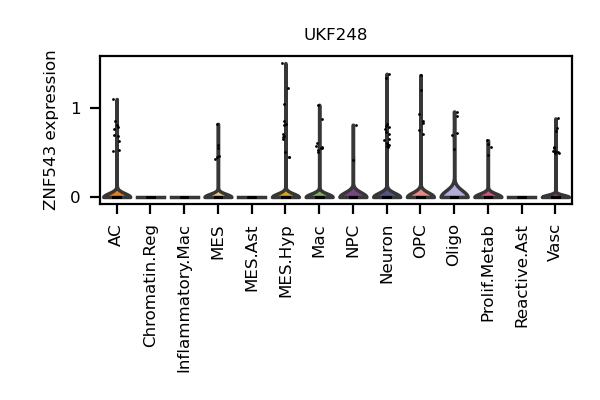 UKF248
ZNF543 expression
1
0
AC
Chromatin.Reg
Inflammatory.Mac
MES
MES.Ast
MES.Hyp
Mac
NPC
Neuron
OPC
Oligo
Prolif.Metab
Reactive.Ast
Vasc